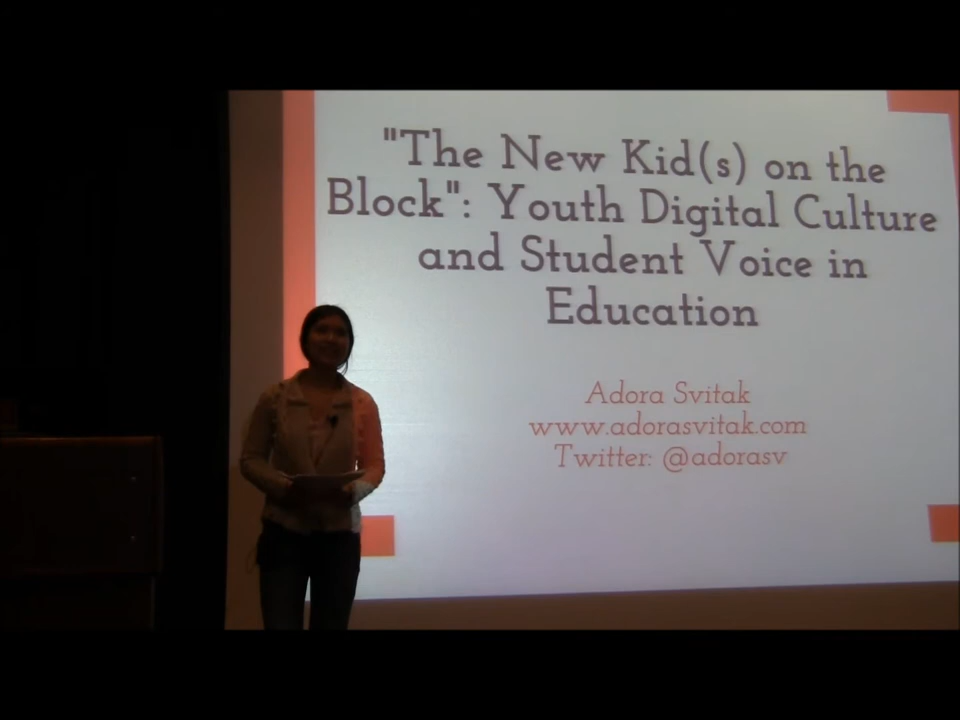 "The New Kid(s) on the
Block": Youth Digital Culture
and Student Voice in
Education
Adora Svitak
www.adorasvitak.com
Twitter: @adorasv